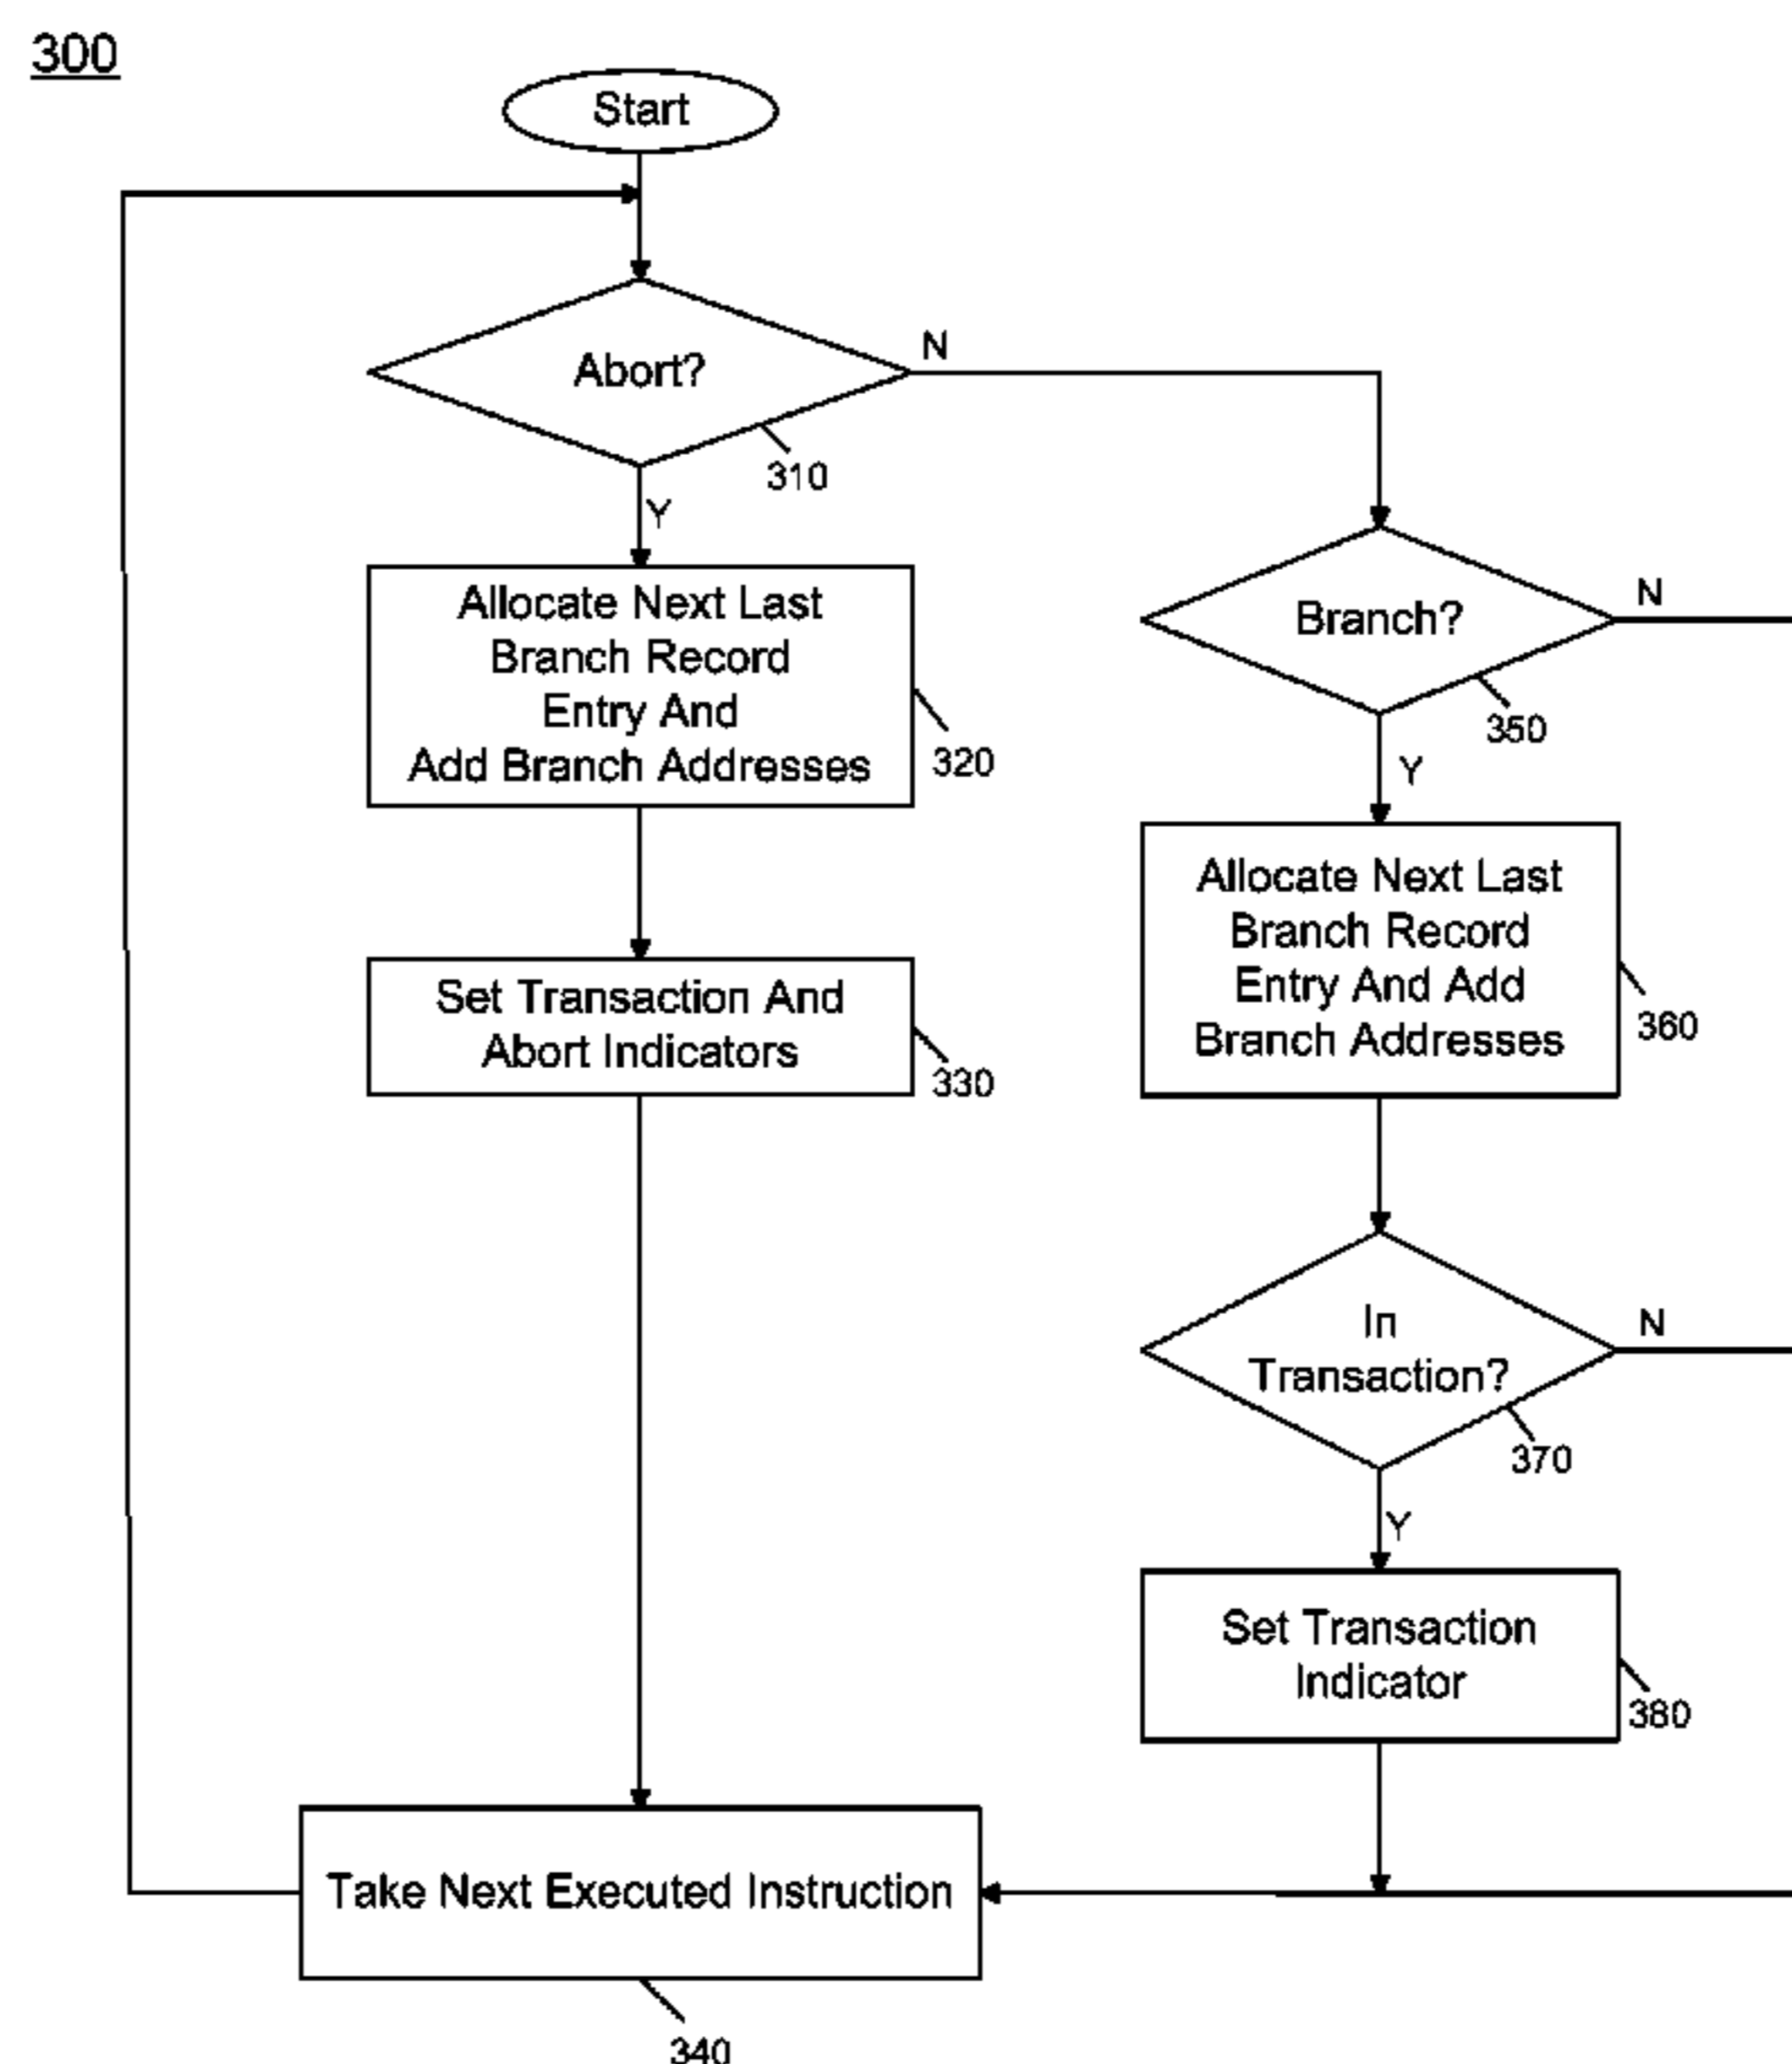 300
Start
Abort?
N
310
Y
Allocate Next Last
Branch Record
Entry And
Add Branch Addresses
320
Set Transaction And
Abort Indicators
330
Branch?
N
350
Y
Allocate Next Last
Branch Record
Entry And Add
Branch Addresses
360
In
Transaction?
N
370
Y
Set Transaction
Indicator
380
Take Next Executed Instruction
340